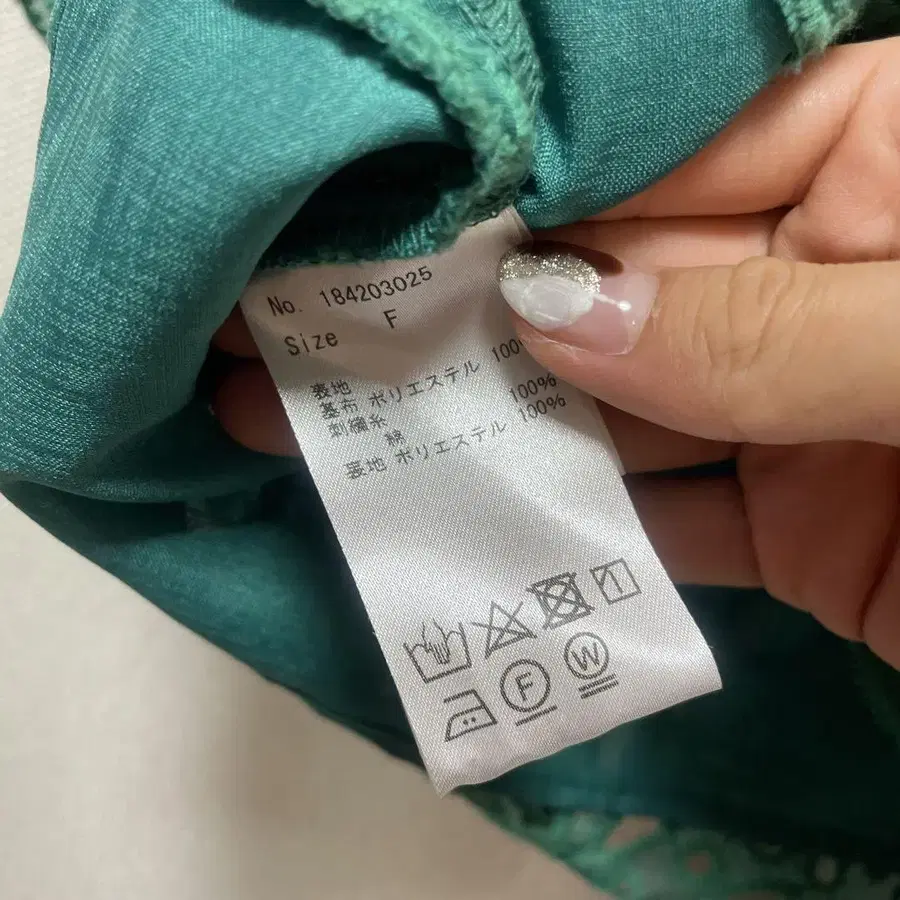 No. 184203025
Size F
表地
基布 ポリエステル 100
刺繍糸
綿 100%
裏地 ポリエステル 100%
F W